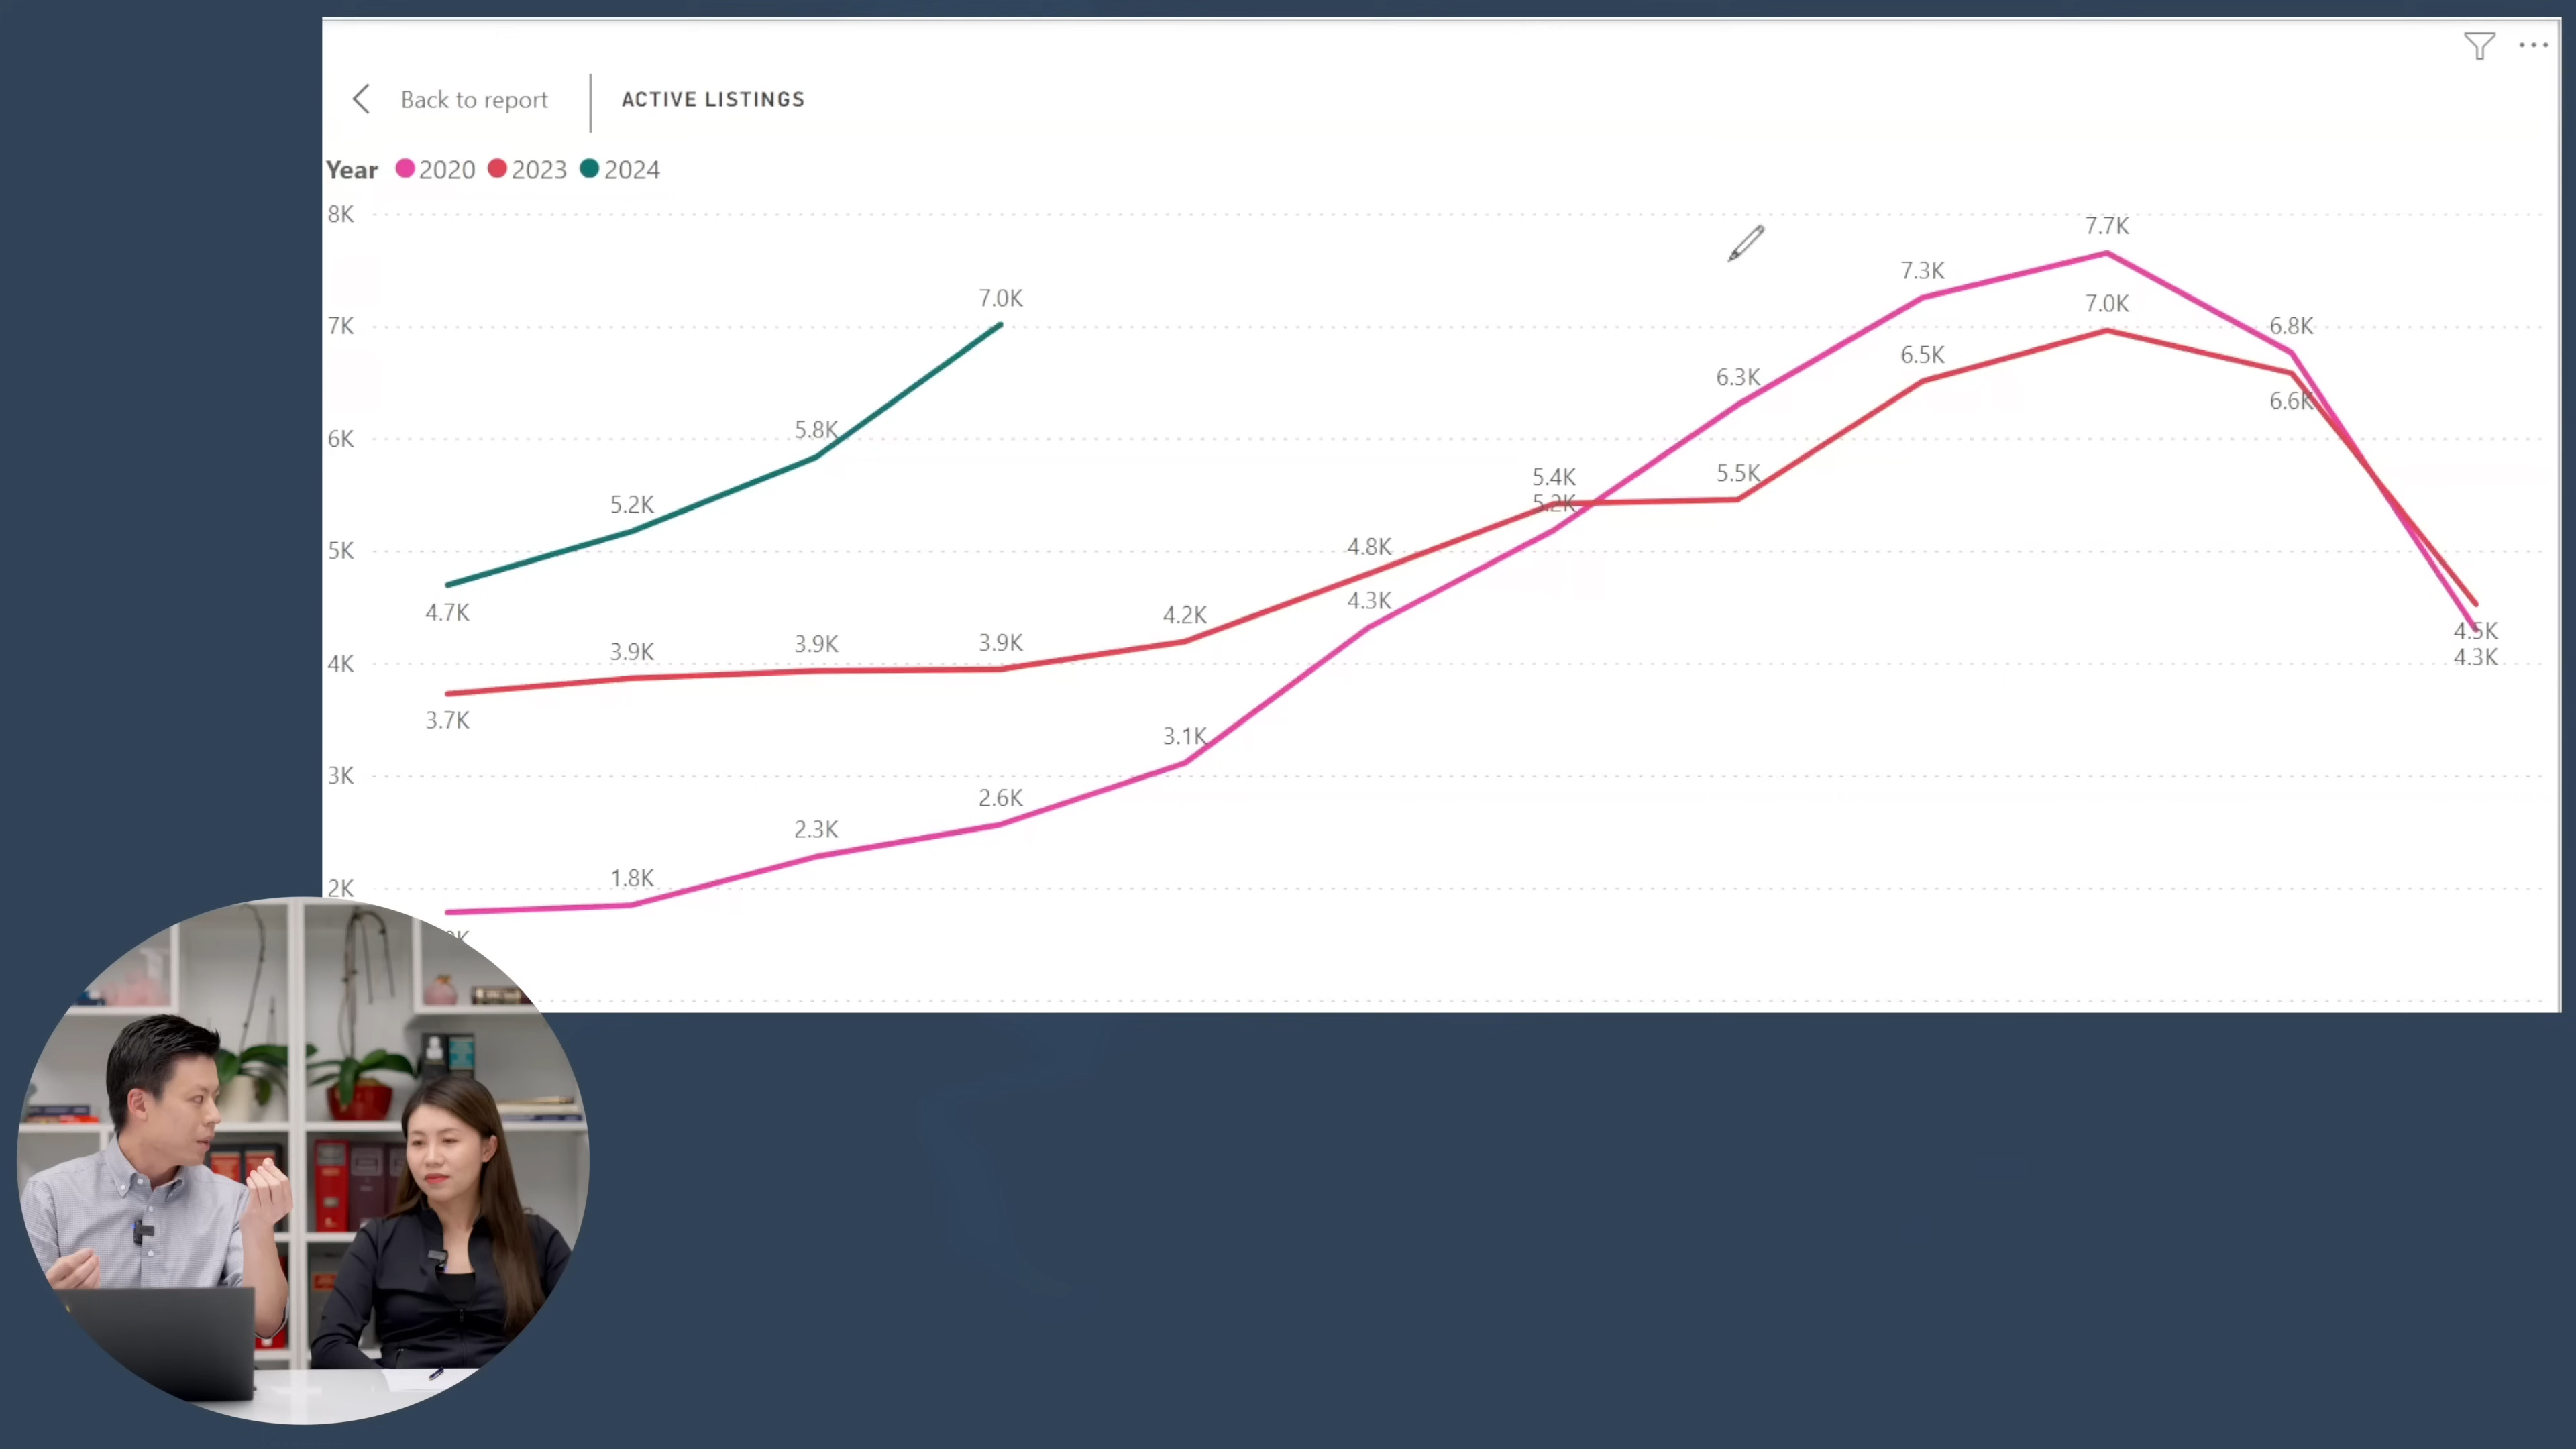 Back to report
ACTIVE LISTINGS
Year 2020 2023 2024
8K
7.7K
7.3K
7.0K
7.0K
7K
6.8K
6.5K
6.3K
6.6K
5.8K
6K
5.4K
5.5K
5.2K
5.2K
5K
4.8K
4.3K
4.7K
4.2K
4.5K
3.9K
3.9K
3.9K
4K
4.3K
3.7K
3.1K
3K
2.6K
2.3K
1.8K
2K